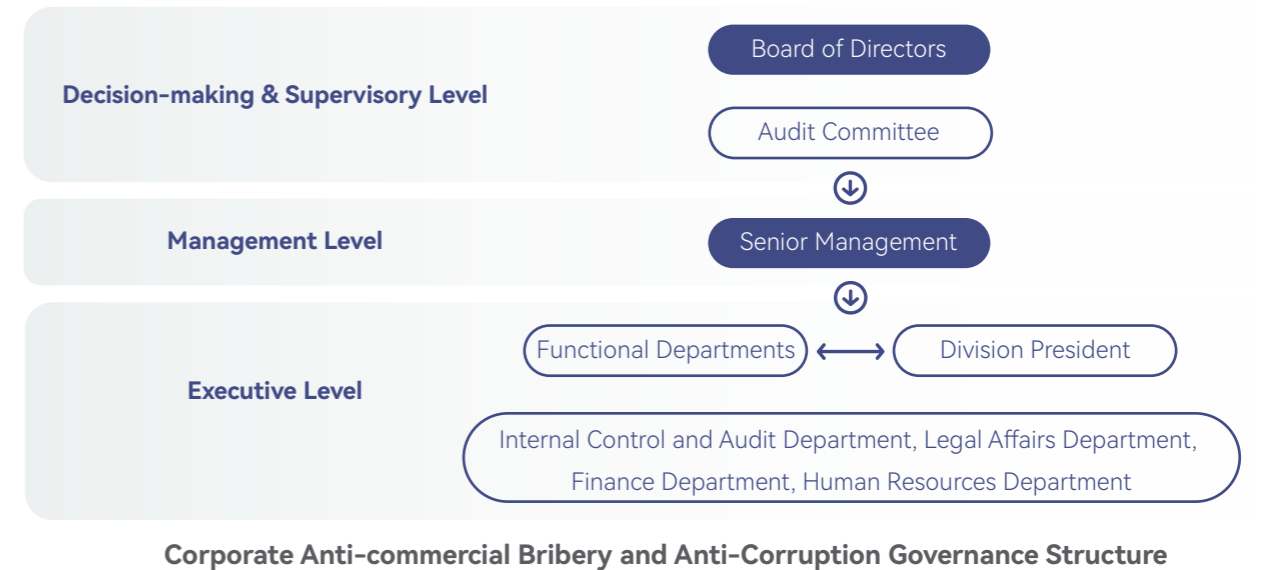 Board of Directors
Decision-making & Supervisory Level
Audit Committee
Management Level
Senior Management
Functional Departments
Division President
Executive Level
Internal Control and Audit Department, Legal Affairs Department,
Finance Department, Human Resources Department
Corporate Anti-commercial Bribery and Anti-Corruption Governance Structure